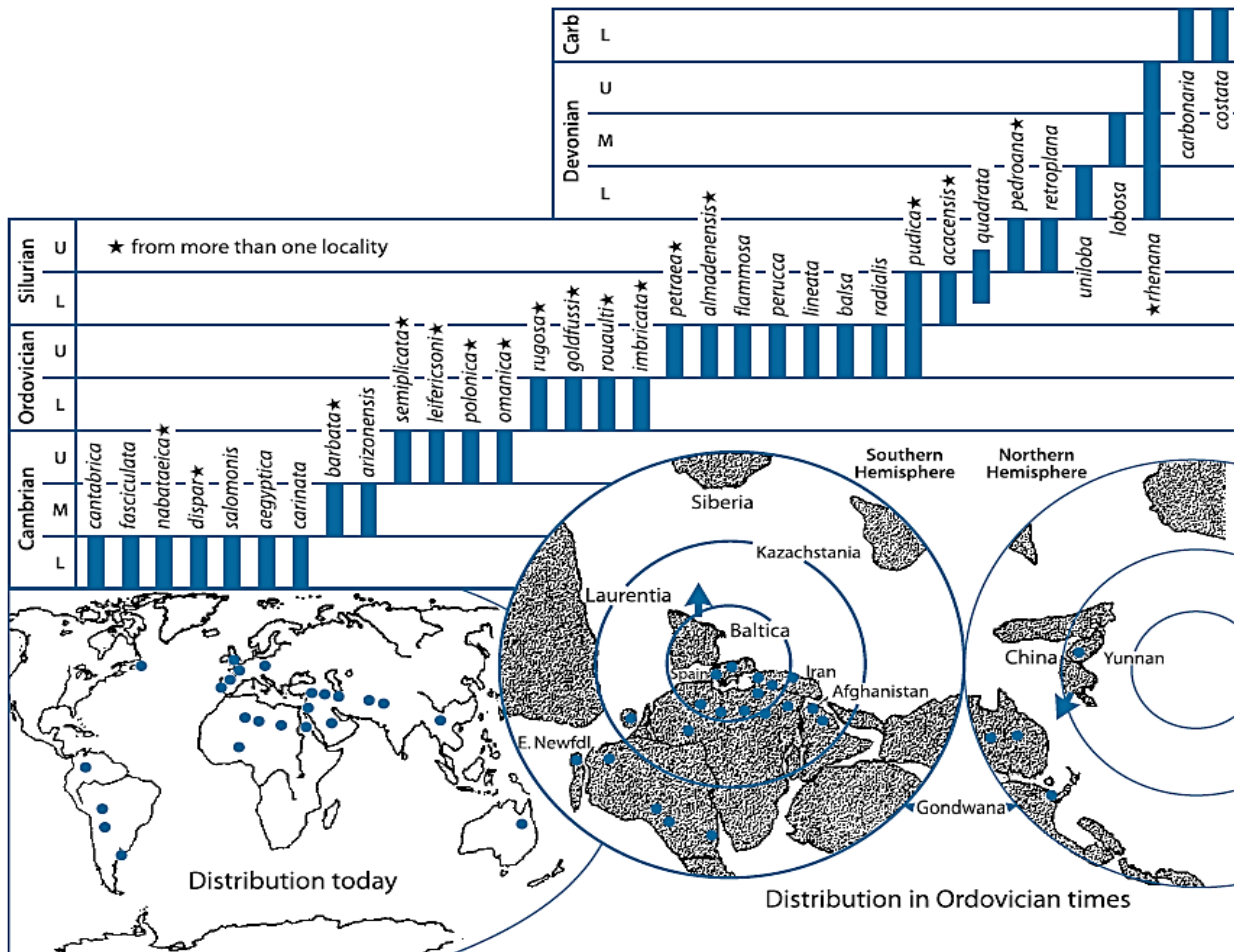 Carb
L
Devonian
U
M
L
carbonaria
costata
Silurian
U
L
★ from more than one locality
Ordovician
U
L
Cambrian
U
M
L
cantabrica
fasciculata
nabataeica★
dispar★
salomonis
aegyptica
carinata
barbata★
arizonensis
semiplicata★
leifericsoni★
polonica★
omanica★
rugosa★
goldfussi★
rouaulti★
imbricata★
petraea★
almadenensis★
flammosa
perucca
lineata
balsa
radialis
pudica★
acacensis★
quadrata
pedroana★
retroplana
uniloba
lobosa
★rhenana
Southern
Hemisphere
Northern
Hemisphere
Siberia
Kazachstania
Laurentia
Baltica
Spain
Iran
Afghanistan
E. Newfdl
China
Yunnan
Gondwana
Distribution today
Distribution in Ordovician times